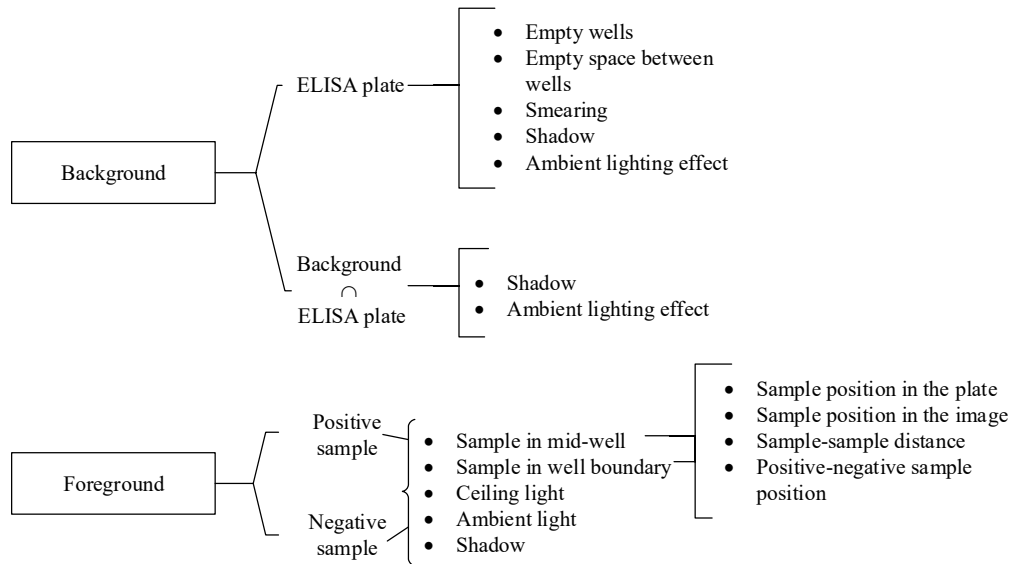 Background
ELISA plate
• Empty wells
• Empty space between
wells
• Smearing
• Shadow
• Ambient lighting effect
Background
∩
ELISA plate
• Shadow
• Ambient lighting effect
Foreground
Positive
sample
Negative
sample
• Sample in mid-well
• Sample in well boundary
• Ceiling light
• Ambient light
• Shadow
• Sample position in the plate
• Sample position in the image
• Sample-sample distance
• Positive-negative sample
position